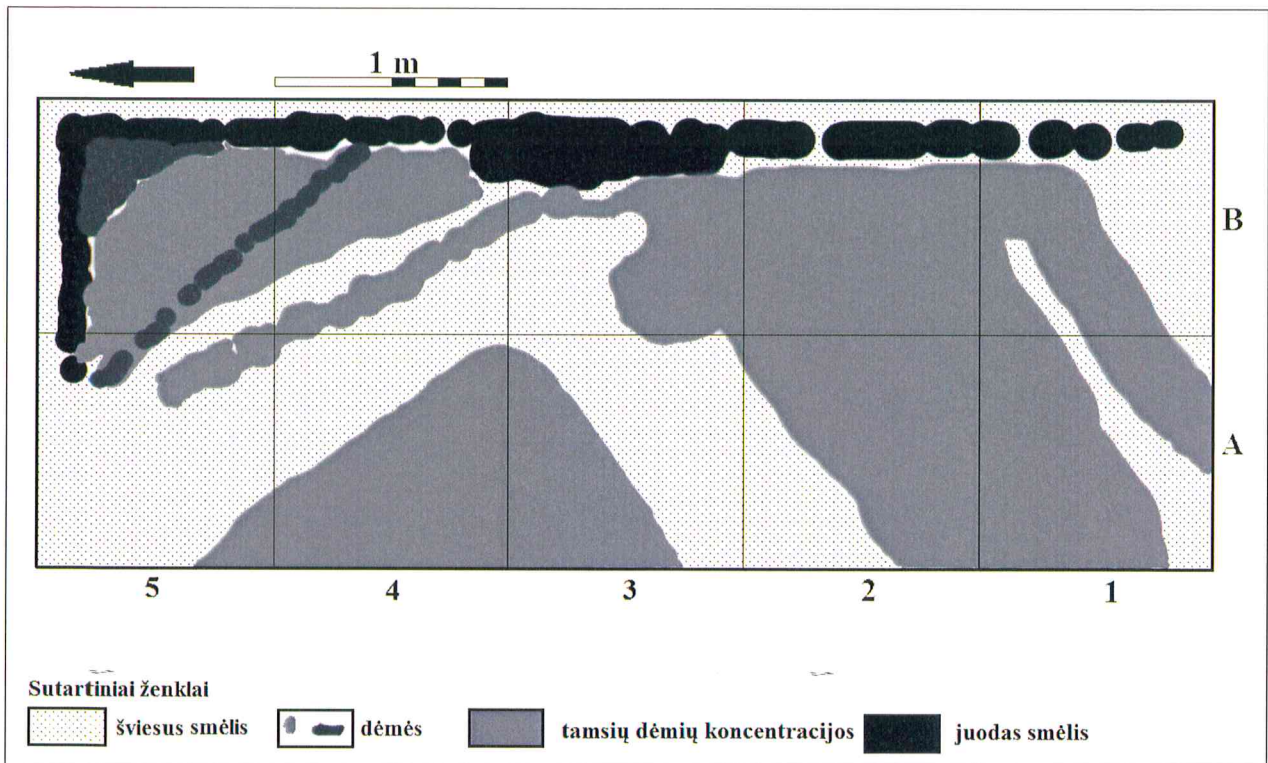 1 m
B
A
5 4 3 2 1
Sutartiniai ženklai
šviesus smėlis dėmės tamsių dėmių koncentracijos juodas smėlis